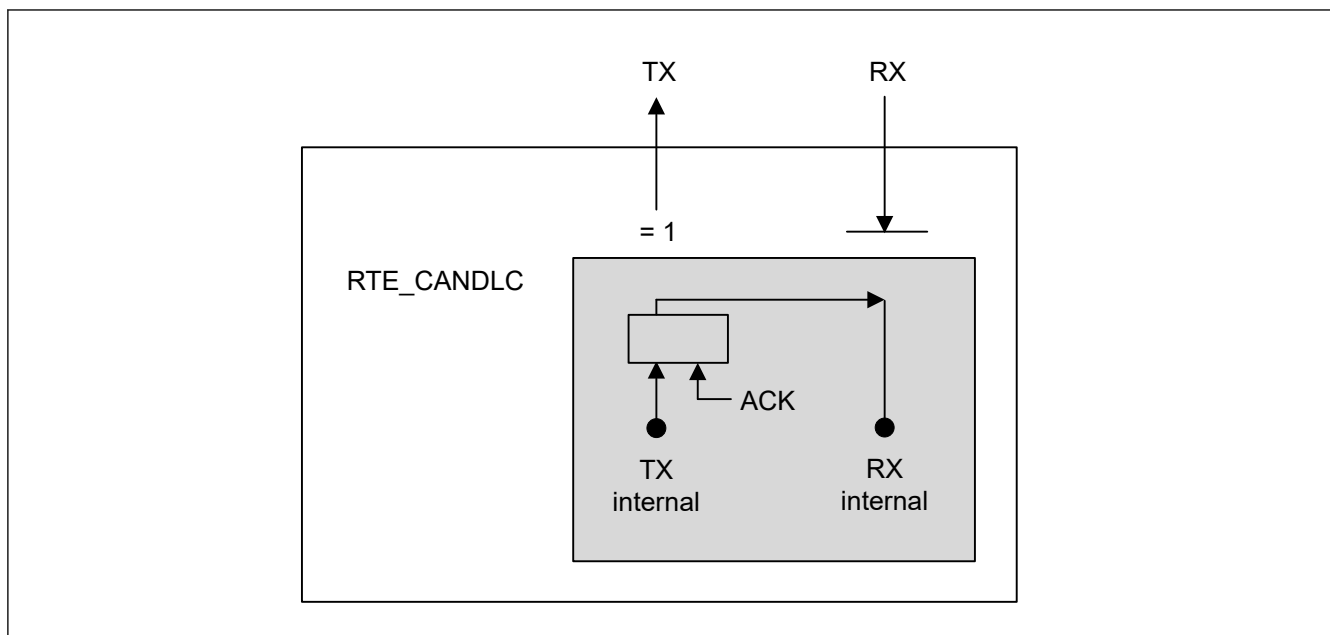 TX RX
= 1
RTE_CANDLC
ACK
TX RX
internal internal